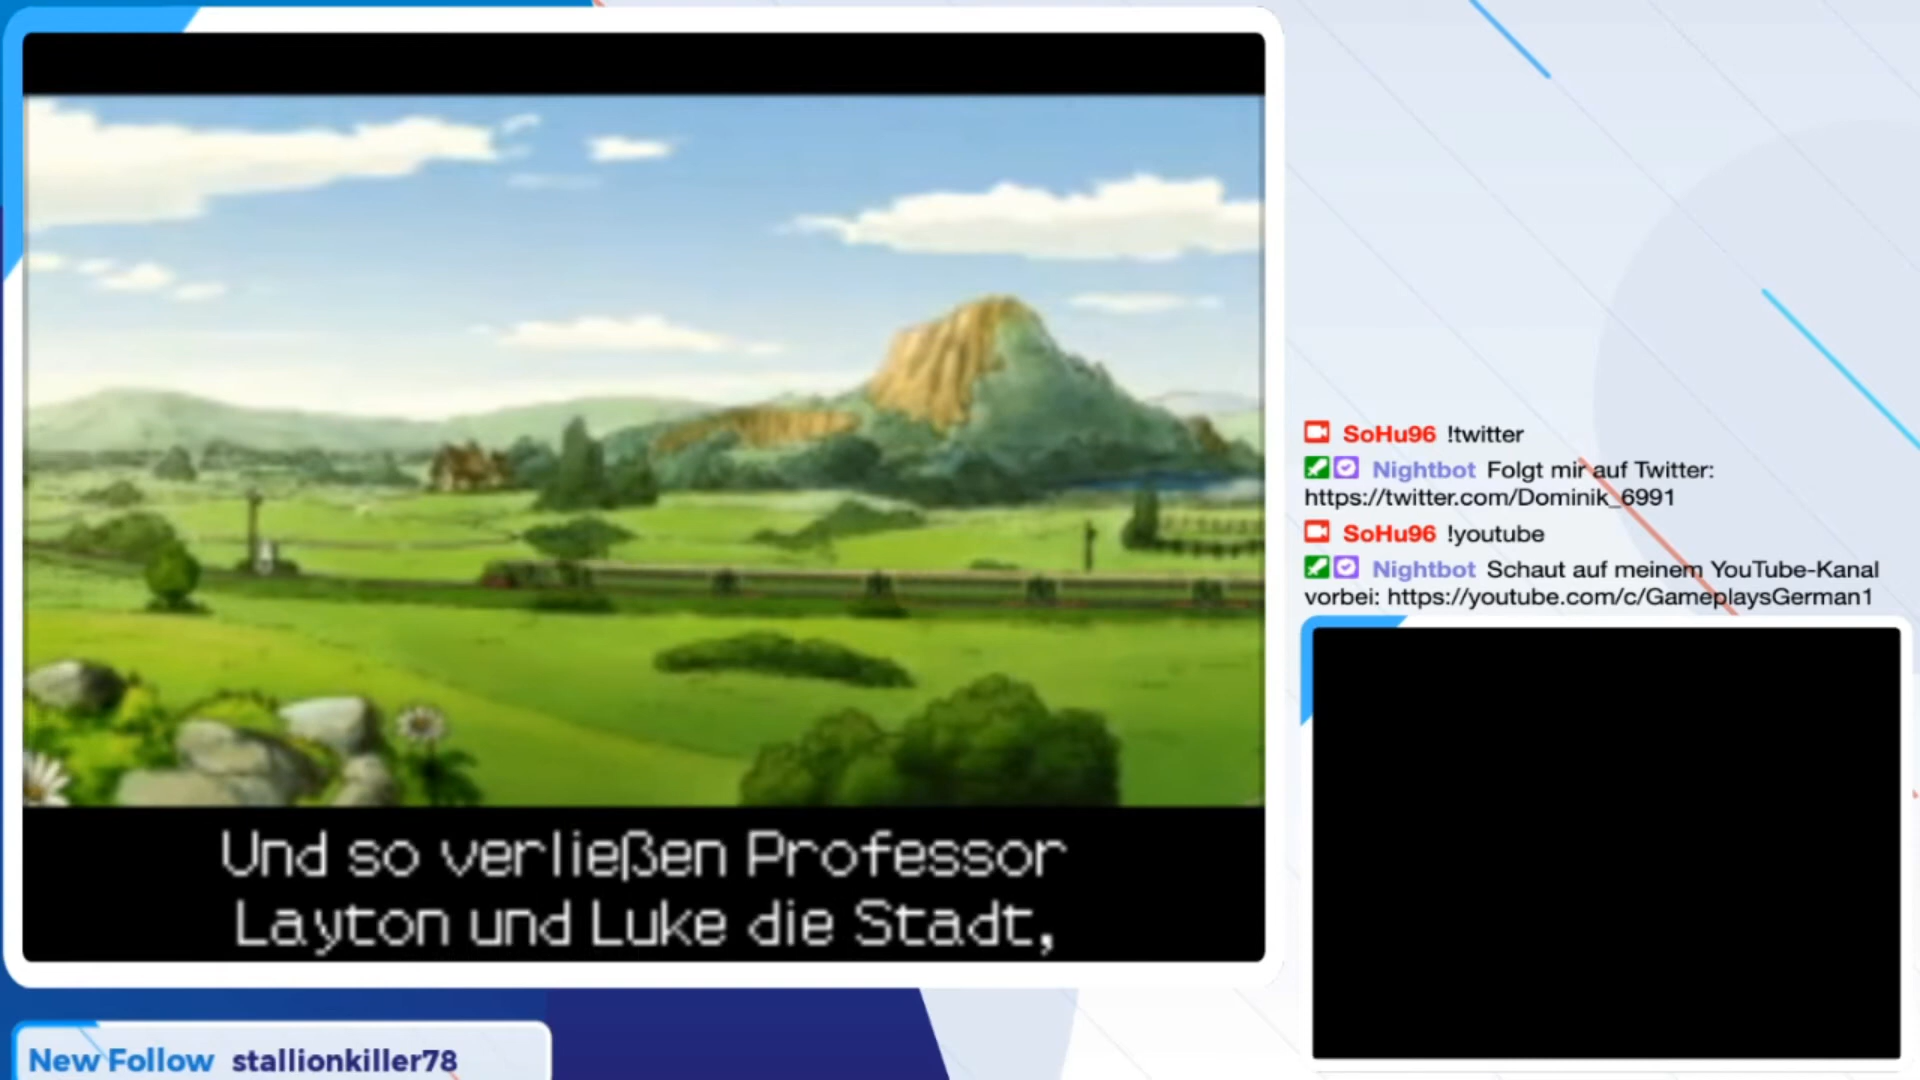 Und so verließen Professor
Layton und Luke die Stadt,
SoHu96 !twitter
Nightbot Folgt mir auf Twitter:
https://twitter.com/Dominik_6991
SoHu96 !youtube
Nightbot Schaut auf meinem YouTube-Kanal
vorbei: https://youtube.com/c/GameplaysGerman1
New Follow stallionkiller78